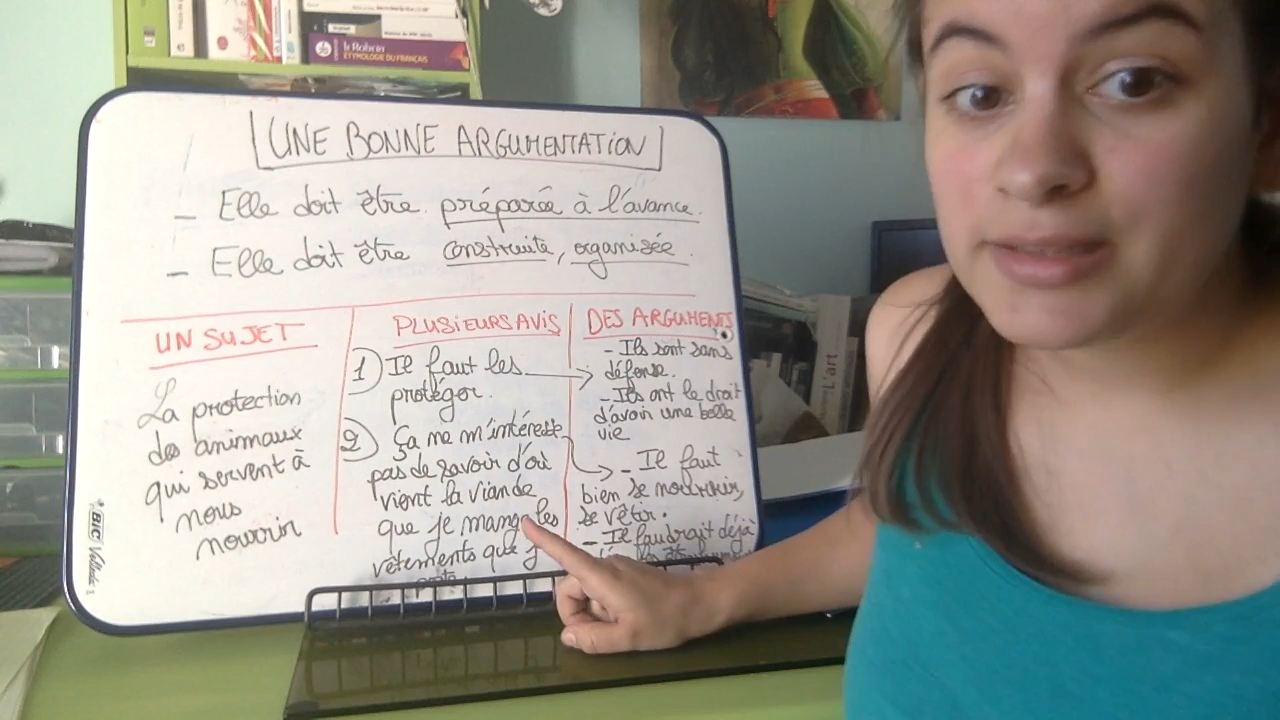 le Robert
ETYMOLOGIE DU FRANÇAIS
UNE BONNE ARGUMENTATION
- Elle doit être préparée à l'avance.
- Elle doit être construite, organisée.
UN SUJET
La protection
des animaux
qui servent à
nous
nourrir
PLUSIEURS AVIS
1) Il faut les
protéger.
2) Ça me m'intéresse
pas de savoir d'où
vient la viande
que je mange les
vêtements que j
DES ARGUMENTS
- Ils sont sans
défense.
- Ils ont le droit
d'avoir une belle
vie
- Il faut
bien se nourrir,
se vêtir.
- Il faudrait déjà
L'art
BIC Velleda